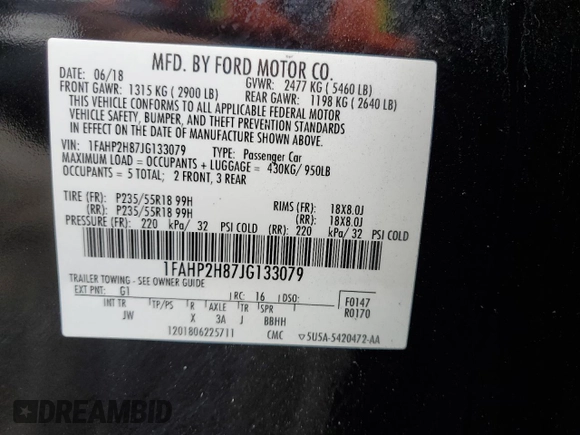 MFD. BY FORD MOTOR CO.
DATE: 06/18 GVWR: 2477 KG ( 5460 LB)
FRONT GAWR: 1315 KG ( 2900 LB) REAR GAWR: 1198 KG ( 2640 LB)
THIS VEHICLE CONFORMS TO ALL APPLICABLE FEDERAL MOTOR
VEHICLE SAFETY, BUMPER, AND THEFT PREVENTION STANDARDS
IN EFFECT ON THE DATE OF MANUFACTURE SHOWN ABOVE.
VIN: 1FAHP2H87JG133079 TYPE: Passenger Car
MAXIMUM LOAD = OCCUPANTS + LUGGAGE = 430KG/ 950LB
OCCUPANTS = 5 TOTAL; 2 FRONT, 3 REAR
TIRE (FR): P235/55R18 99H RIMS (FR): 18X8.0J
(RR): P235/55R18 99H (RR): 18X8.0J
PRESSURE (FR): 220 kPa/ 32 PSI COLD (RR): 220 kPa/ 32 PSI COLD
1FAHP2H87JG133079
TRAILER TOWING - SEE OWNER GUIDE
EXT PNT: G1 RC: 16 DSO: F0147
INT TR TP/PS R AXLE TR SPR R0170
JW X 3A J BBHH
1201806225711 CMC ▽5USA-5420472-AA
DREAMBID